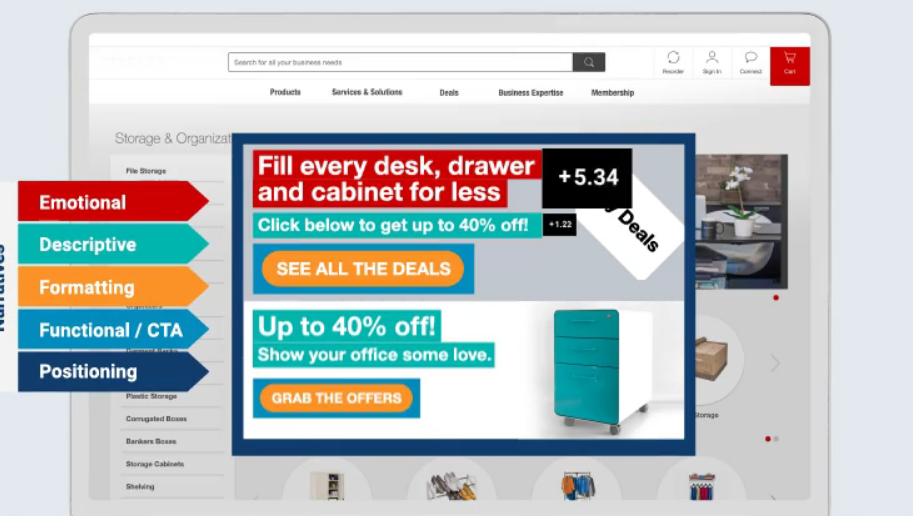 Search for all your business needs
Reorder
Sign In
Connect
Cart
Products
Services & Solutions
Deals
Business Expertise
Membership
Storage & Organizat
File Storage
Fill every desk, drawer
and cabinet for less
+5.34
Click below to get up to 40% off!
+1.22
Deals
SEE ALL THE DEALS
Up to 40% off!
Show your office some love.
GRAB THE OFFERS
Narratives
Emotional
Descriptive
Formatting
Functional / CTA
Positioning
Plastic Storage
Corrugated Boxes
Bankers Boxes
Storage Cabinets
Shelving
Storage